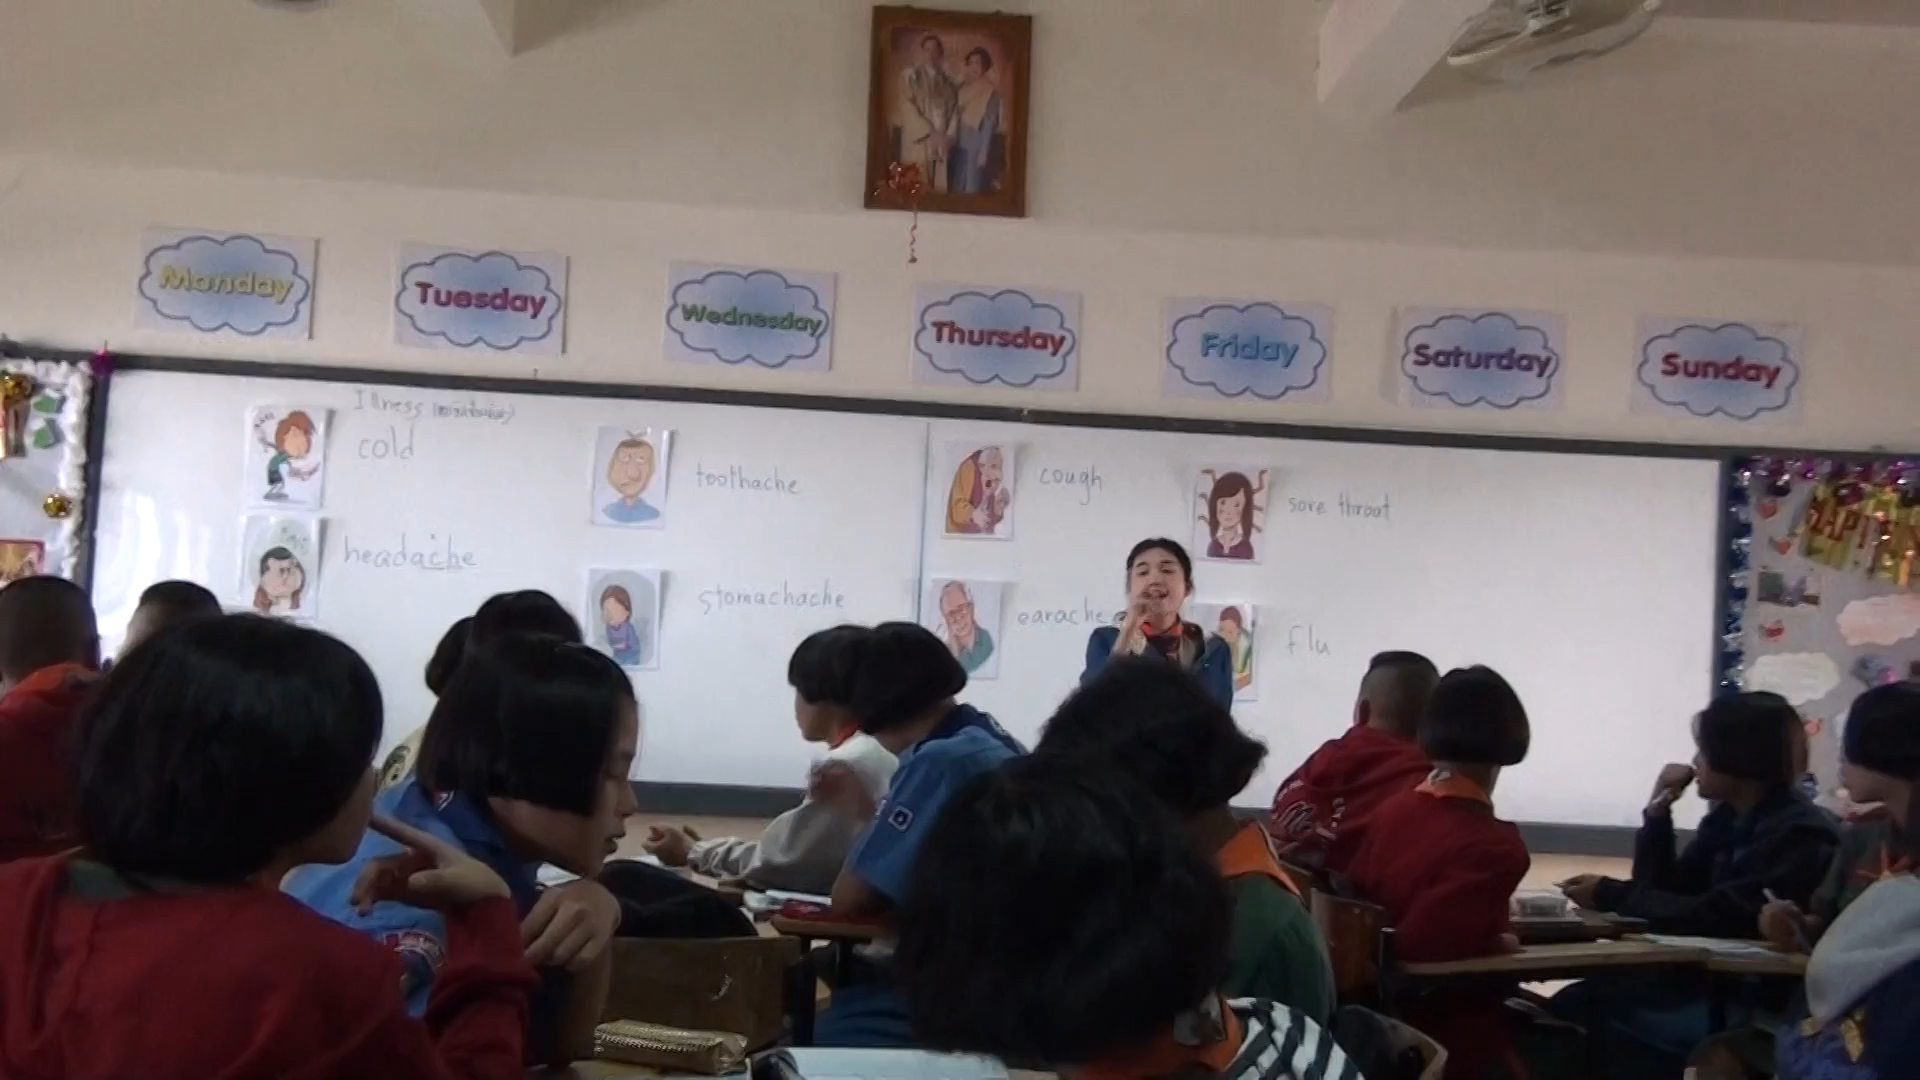 Monday
Tuesday
Wednesday
Thursday
Friday
Saturday
Sunday
Illness
cold
toothache
cough
sore throat
headache
stomachache
earache
flu